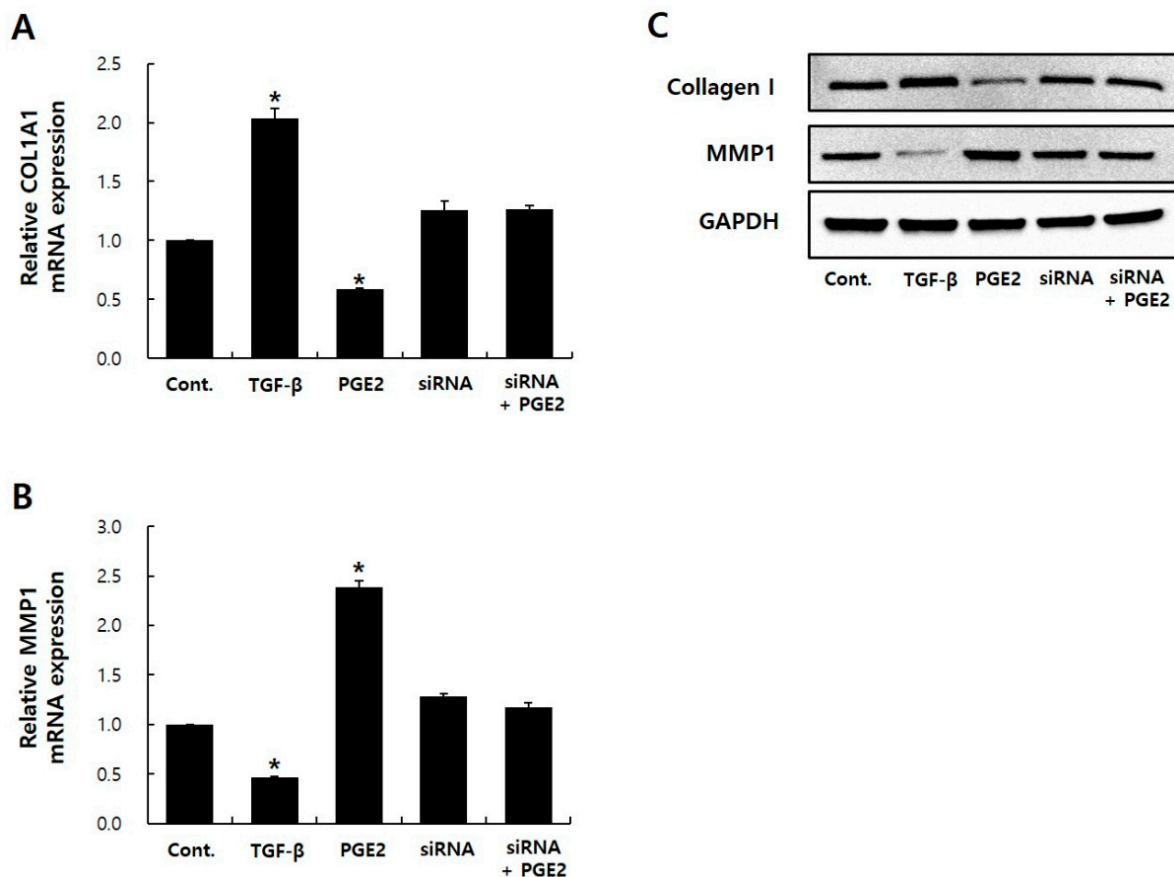 A
Relative COL1A1
mRNA expression
2.5
2.0
1.5
1.0
0.5
0.0
*
*
Cont.
TGF-β
PGE2
siRNA
siRNA
+ PGE2
B
Relative MMP1
mRNA expression
3.0
2.5
2.0
1.5
1.0
0.5
0.0
*
*
Cont.
TGF-β
PGE2
siRNA
siRNA
+ PGE2
C
Collagen I
MMP1
GAPDH
Cont.
TGF-β
PGE2
siRNA
siRNA
+ PGE2